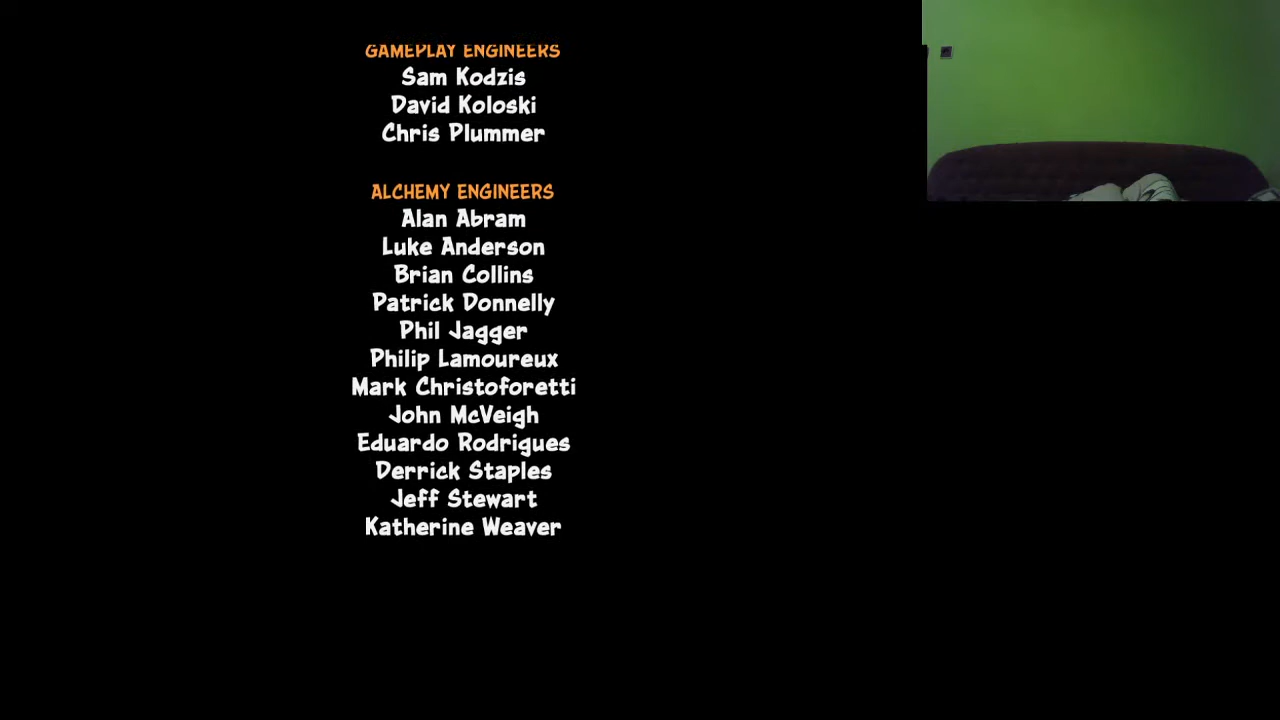 GAMEPLAY ENGINEERS
Sam Kodzis
David Koloski
Chris Plummer
ALCHEMY ENGINEERS
Alan Abram
Luke Anderson
Brian Collins
Patrick Donnelly
Phil Jagger
Philip Lamoureux
Mark Christoforetti
John McVeigh
Eduardo Rodrigues
Derrick Staples
Jeff Stewart
Katherine Weaver